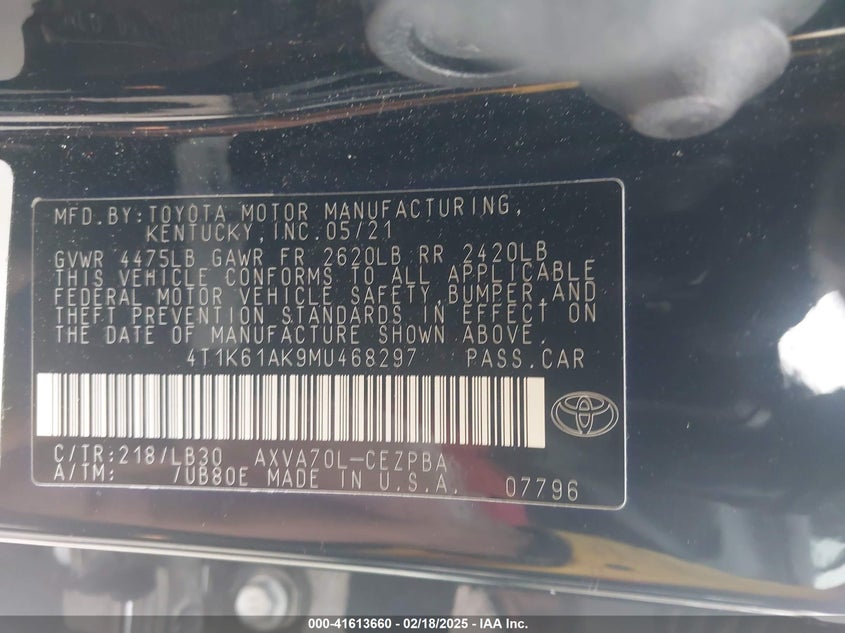 MFD.BY:TOYOTA MOTOR MANUFACTURING,
KENTUCKY,INC.05/21
GVWR 4475LB GAWR FR 2620LB RR 2420LB
THIS VEHICLE CONFORMS TO ALL APPLICABLE
FEDERAL MOTOR VEHICLE SAFETY,BUMPER,AND
THEFT PREVENTION STANDARDS IN EFFECT ON
THE DATE OF MANUFACTURE SHOWN ABOVE.
4T1K61AK9MU468297 PASS.CAR
C/TR:218/LB30 AXVA70L-CEZPBA
A/TM: /UB80E MADE IN U.S.A. 07796
000-41613660 — 02/18/2025 — IAA Inc.